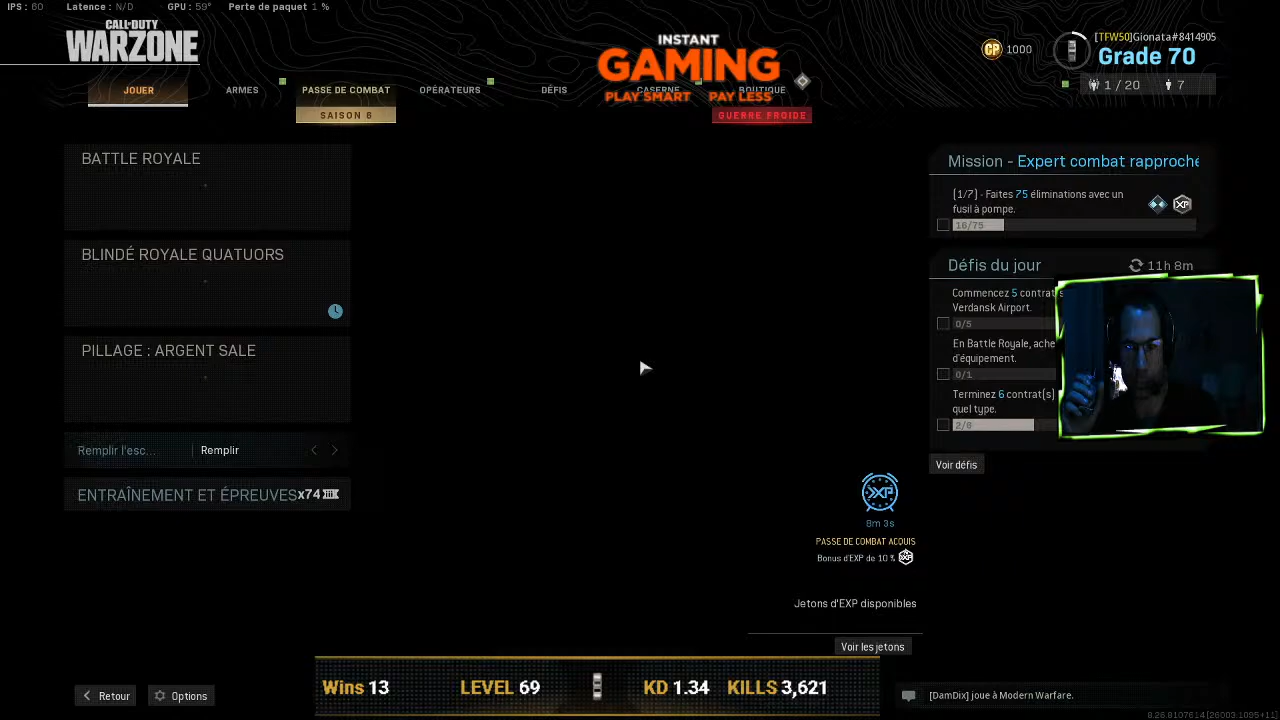 IPS : 60 Latence : N/D GPU : 59° Perte de paquet 1 %
CALL OF DUTY
WARZONE
INSTANT
GAMING
PLAY SMART PAY LESS
CP 1000
[TFW50]Gionata#8414905
Grade 70
1 / 20 7
JOUER
ARMES
PASSE DE COMBAT
OPÉRATEURS
DÉFIS
CASERNE
BOUTIQUE
SAISON 6
GUERRE FROIDE
BATTLE ROYALE
BLINDÉ ROYALE QUATUORS
PILLAGE : ARGENT SALE
Remplir l'esc... Remplir
ENTRAÎNEMENT ET ÉPREUVES x74
Mission - Expert combat rapproché
(1/7) - Faites 75 éliminations avec un
fusil à pompe.
XP
16/75
Défis du jour 11h 8m
Commencez 5 contrat(s
Verdansk Airport.
0/5
En Battle Royale, ache
d'équipement.
0/1
Terminez 6 contrat(s)
quel type.
2/6
Voir défis
XP
8m 3s
PASSE DE COMBAT ACQUIS
Bonus d'EXP de 10 %
Jetons d'EXP disponibles
Voir les jetons
Retour
Options
Wins 13 LEVEL 69 KD 1.34 KILLS 3,621
[DamDix] joue à Modern Warfare.